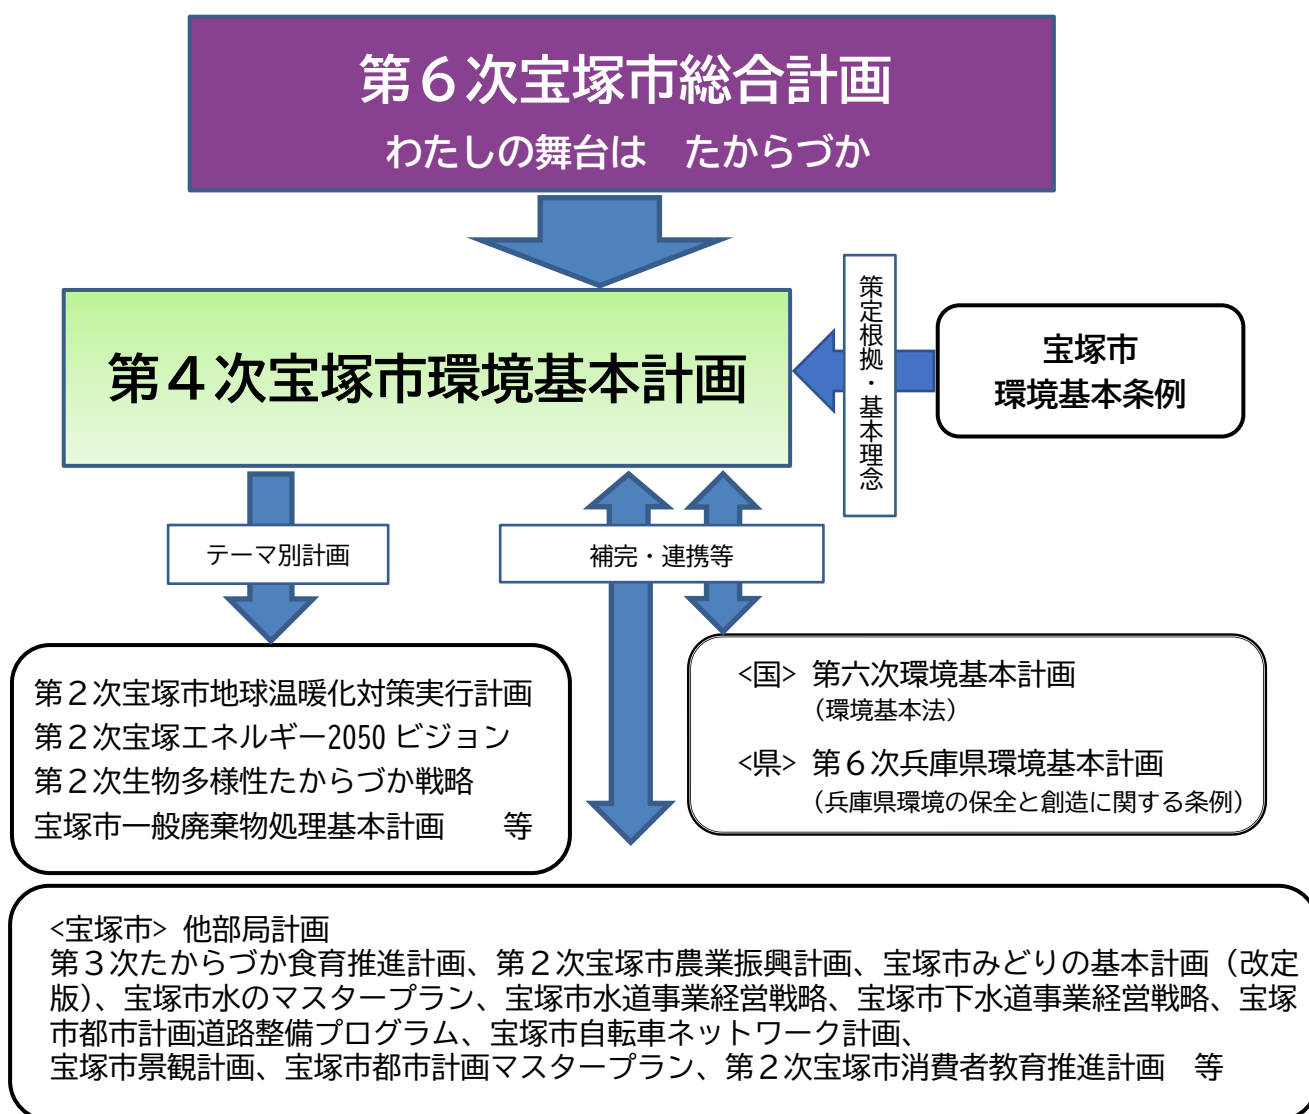 第６次宝塚市総合計画
わたしの舞台は　たからづか
第４次宝塚市環境基本計画
策定根拠・基本理念
宝塚市
環境基本条例
テーマ別計画
補完・連携等
第２次宝塚市地球温暖化対策実行計画
第２次宝塚エネルギー2050 ビジョン
第２次生物多様性たからづか戦略
宝塚市一般廃棄物処理基本計画　　等
<国> 第六次環境基本計画
（環境基本法）
<県> 第６次兵庫県環境基本計画
（兵庫県環境の保全と創造に関する条例）
<宝塚市> 他部局計画
第３次たからづか食育推進計画、第２次宝塚市農業振興計画、宝塚市みどりの基本計画（改定
版）、宝塚市水のマスタープラン、宝塚市水道事業経営戦略、宝塚市下水道事業経営戦略、宝塚
市都市計画道路整備プログラム、宝塚市自転車ネットワーク計画、
宝塚市景観計画、宝塚市都市計画マスタープラン、第２次宝塚市消費者教育推進計画　等